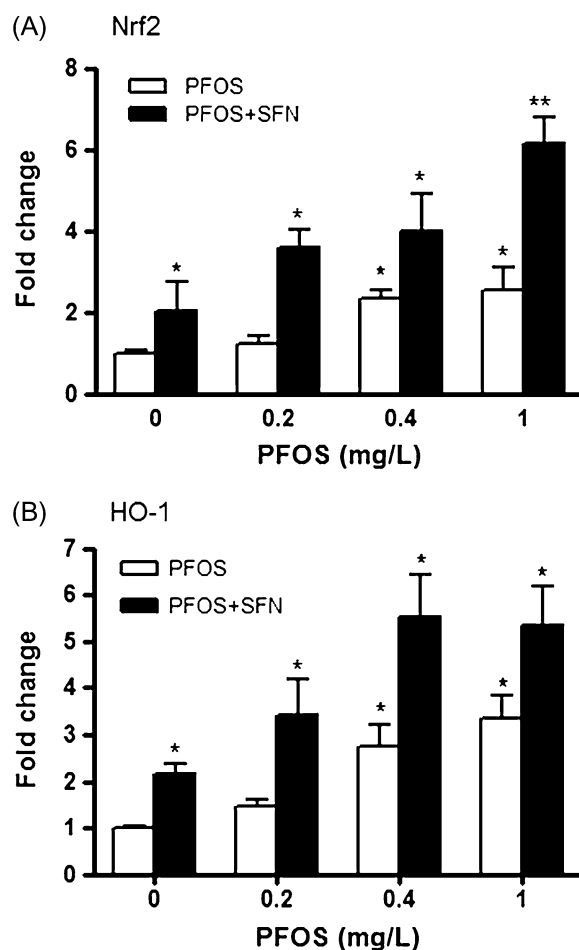 (A) Nrf2
8
PFOS
PFOS+SFN
**
6
*
*
4
*
*
*
2
0
Fold change
0 0.2 0.4 1
PFOS (mg/L)
(B) HO-1
7
PFOS
PFOS+SFN
*
*
6
5
*
*
4
*
3
*
2
1
0
Fold change
0 0.2 0.4 1
PFOS (mg/L)